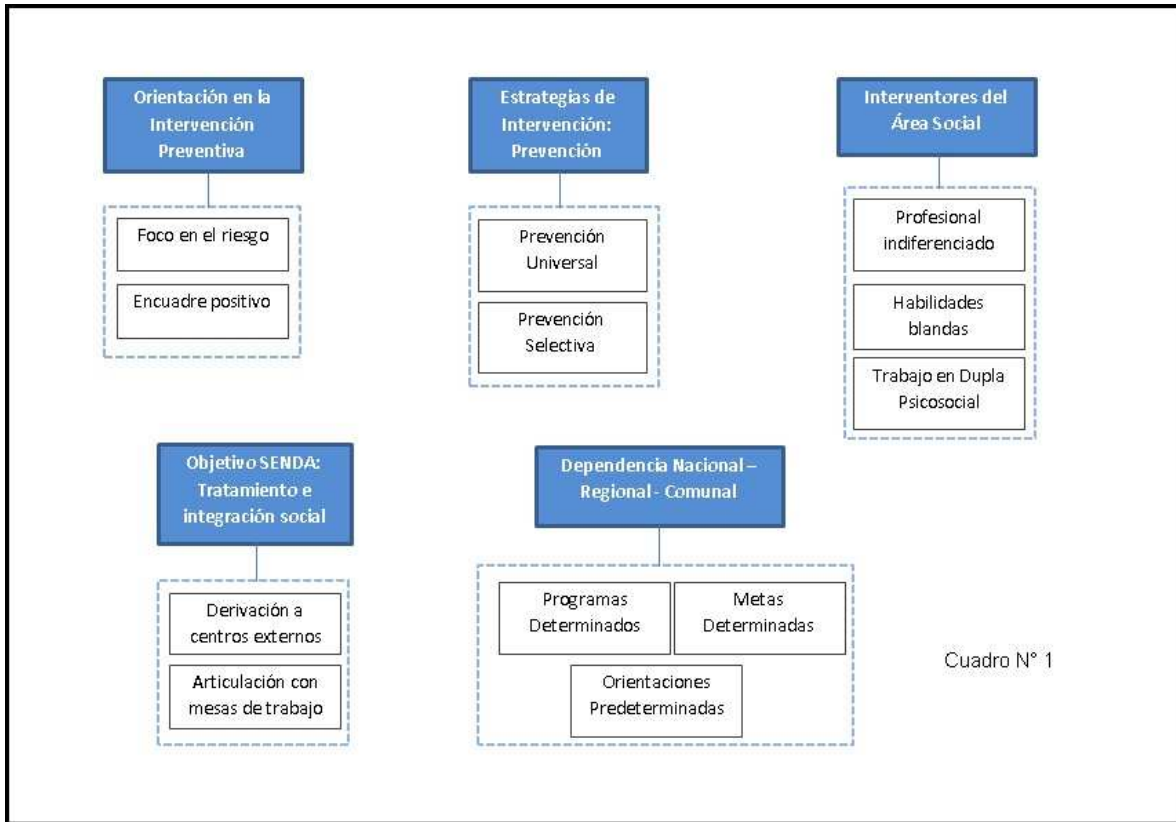 Orientación en la
Intervención
Preventiva
Foco en el riesgo
Encuadre positivo
Estrategias de
Intervención:
Prevención
Prevención
Universal
Prevención
Selectiva
Interventores del
Área Social
Profesional
indiferenciado
Habilidades
blandas
Trabajo en Dupla
Psicosocial
Objetivo SENDA:
Tratamiento e
integración social
Derivación a
centros externos
Articulación con
mesas de trabajo
Dependencia Nacional –
Regional - Comunal
Programas
Determinados
Metas
Determinadas
Orientaciones
Predeterminadas
Cuadro N° 1